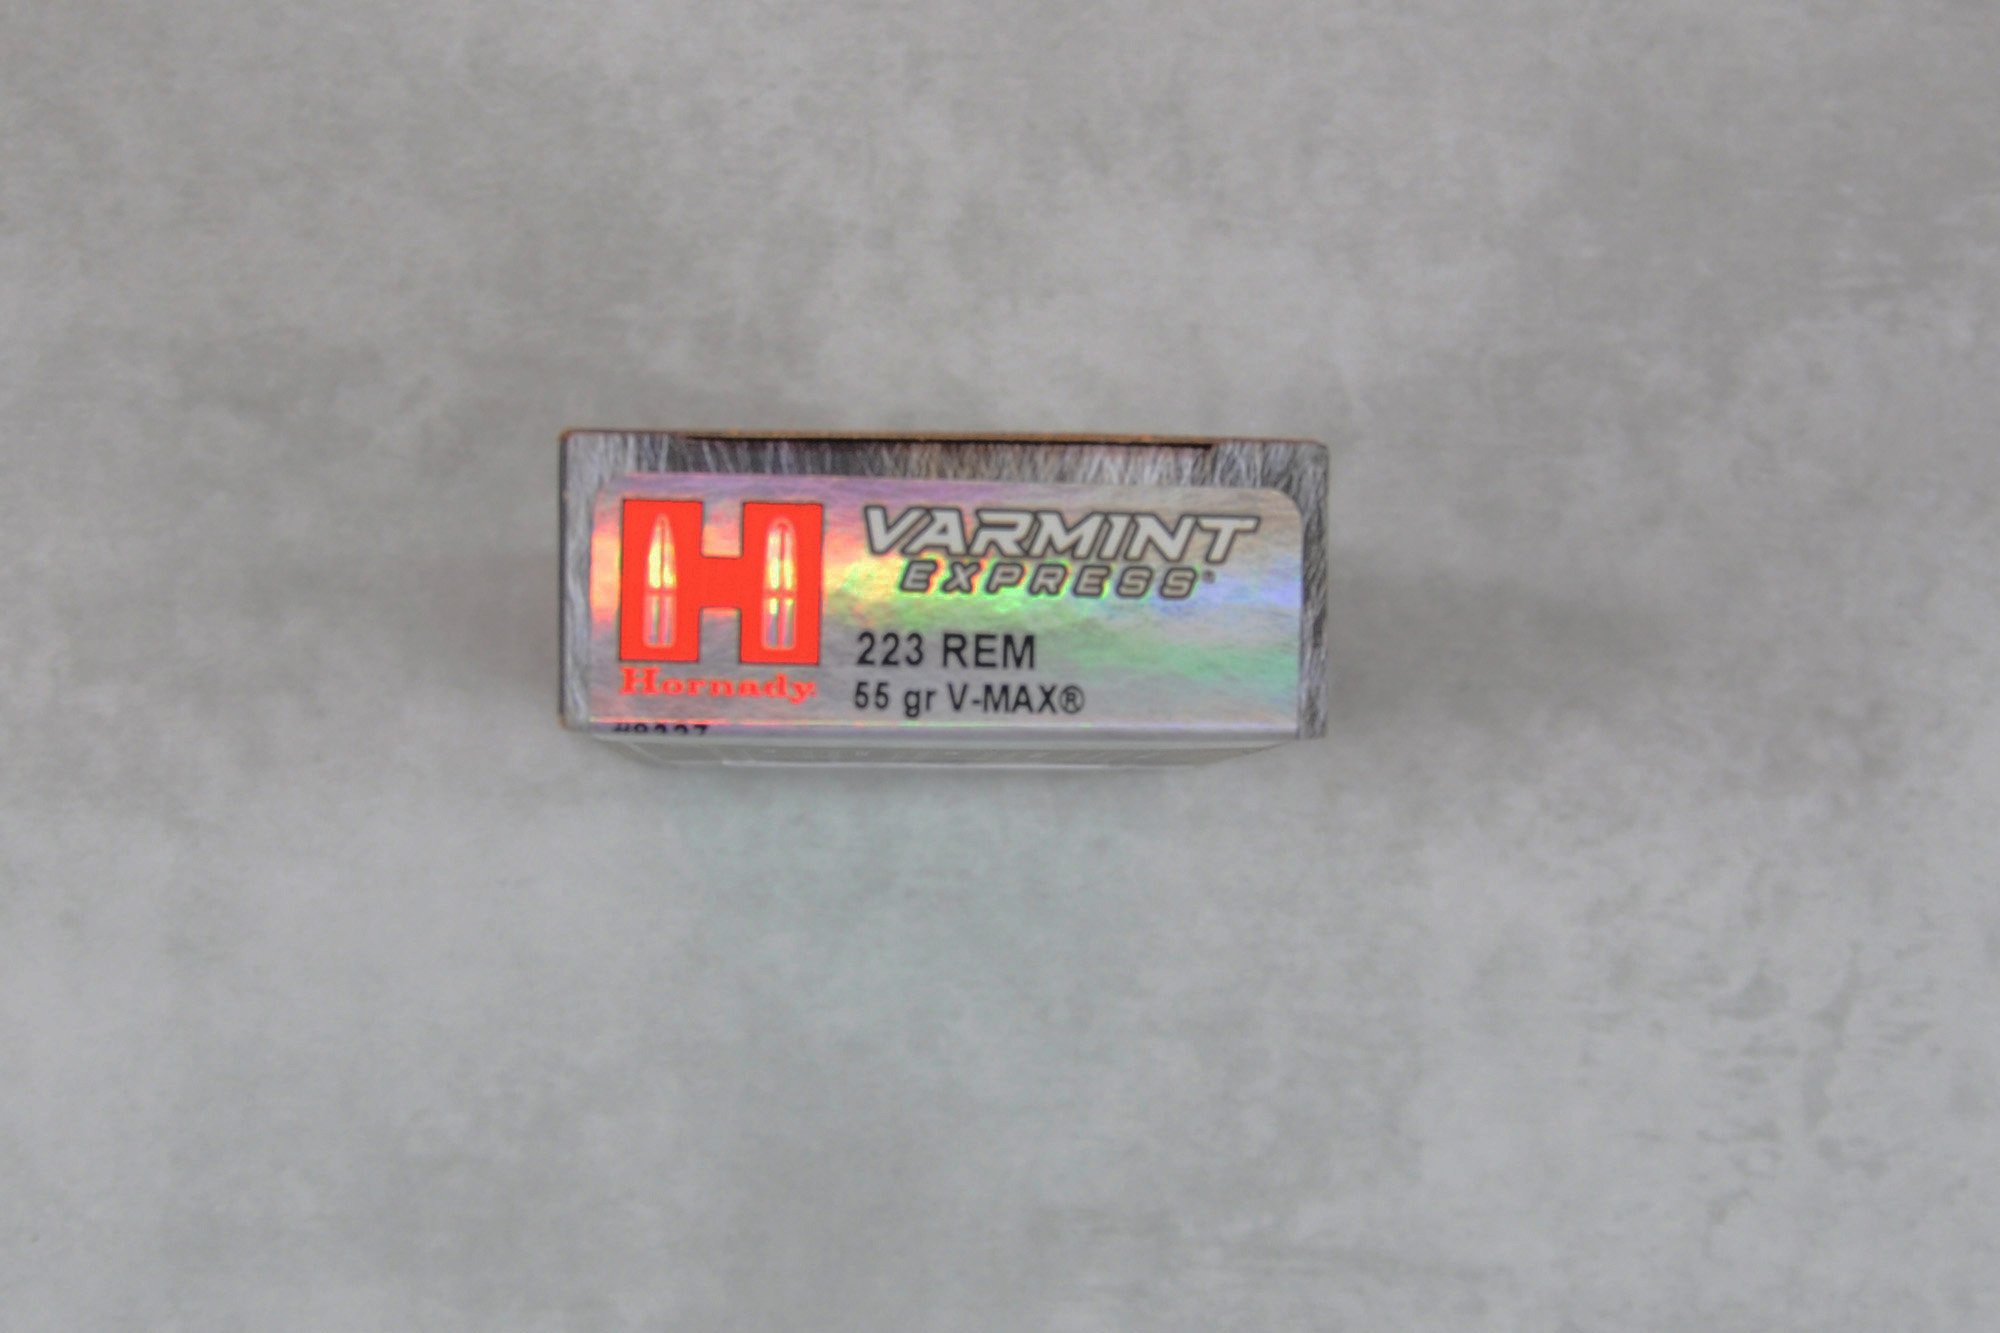 H
Hornady
VARMINT
EXPRESS®
223 REM
55 gr V-MAX®